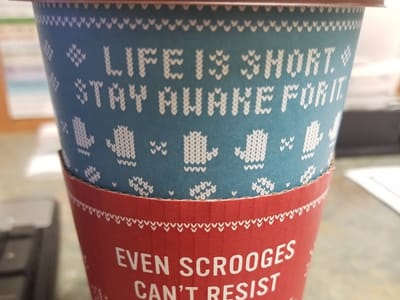 LIFE IS SHORT.
STAY AWAKE FOR IT.
EVEN SCROOGES
CAN'T RESIST